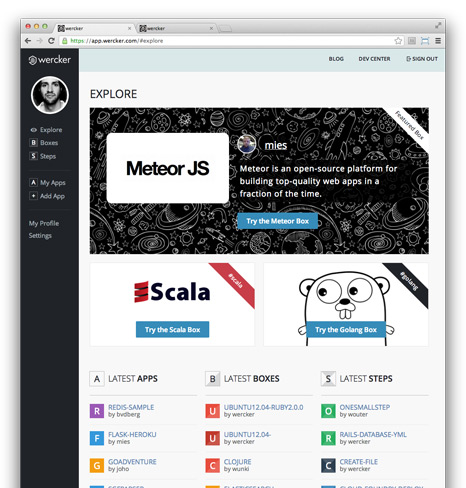 wercker
wercker
https://app.wercker.com/#explore
wercker
BLOG
DEV CENTER
SIGN OUT
Explore
B Boxes
S Steps
A My Apps
+ Add App
My Profile
Settings
EXPLORE
Featured Box
Meteor JS
mies
Meteor is an open-source platform for
building top-quality web apps in a
fraction of the time.
Try the Meteor Box
Scala
#scala
Try the Scala Box
#golang
Try the Golang Box
A LATEST APPS
R REDIS-SAMPLE
by bvdberg
F FLASK-HEROKU
by mies
G GOADVENTURE
by joho
B LATEST BOXES
U UBUNTU12.04-RUBY2.0.0
by wercker
U UBUNTU12.04-
by wercker
C CLOJURE
by wunki
S LATEST STEPS
O ONESMALLSTEP
by wouter
R RAILS-DATABASE-YML
by wercker
C CREATE-FILE
by wercker